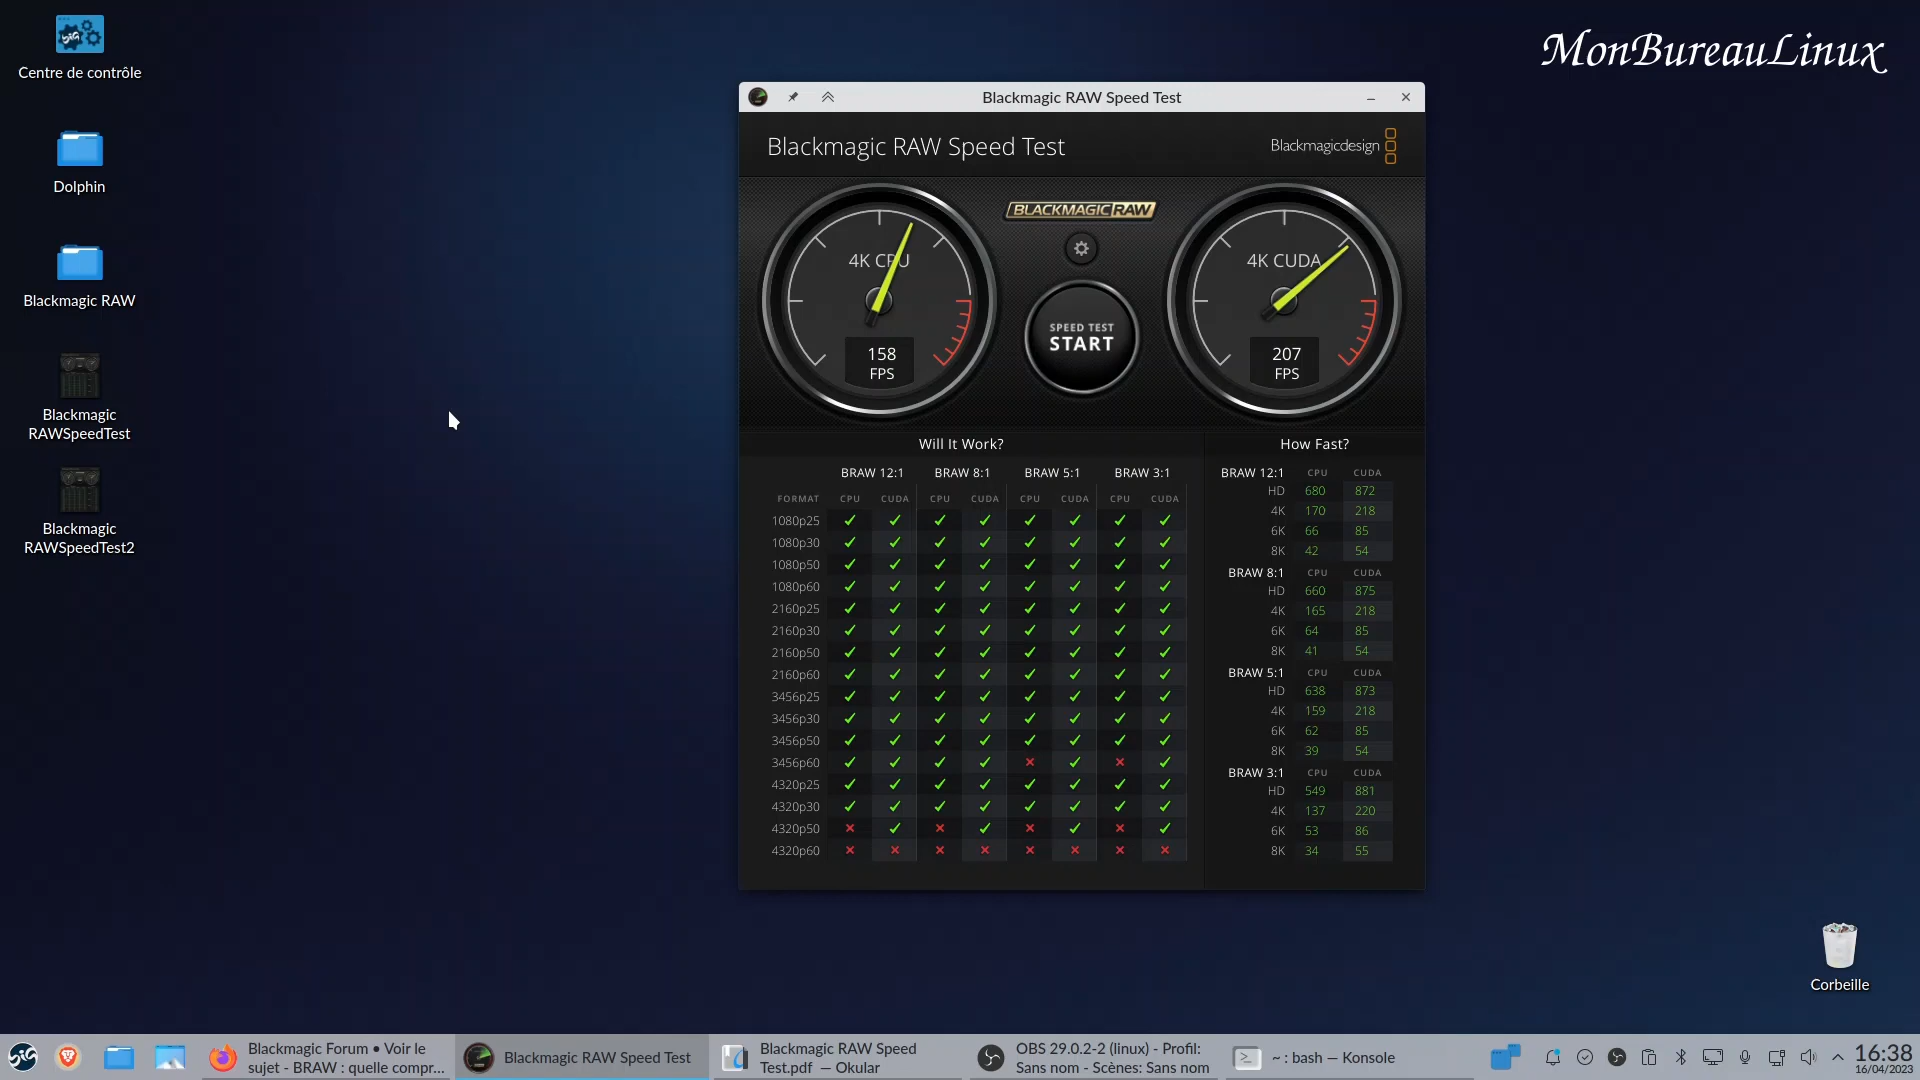 MonBureauLinux
Centre de contrôle
Dolphin
Blackmagic RAW
Blackmagic
RAWSpeedTest
Blackmagic
RAWSpeedTest2
Blackmagic RAW Speed Test
Blackmagic RAW Speed Test
Blackmagicdesign
BLACKMAGICRAW
4K CPU
158
FPS
SPEED TEST
START
4K CUDA
207
FPS
Will It Work?
BRAW 12:1 BRAW 8:1 BRAW 5:1 BRAW 3:1
FORMAT CPU CUDA CPU CUDA CPU CUDA CPU CUDA
1080p25 ✓ ✓ ✓ ✓ ✓ ✓ ✓ ✓
1080p30 ✓ ✓ ✓ ✓ ✓ ✓ ✓ ✓
1080p50 ✓ ✓ ✓ ✓ ✓ ✓ ✓ ✓
1080p60 ✓ ✓ ✓ ✓ ✓ ✓ ✓ ✓
2160p25 ✓ ✓ ✓ ✓ ✓ ✓ ✓ ✓
2160p30 ✓ ✓ ✓ ✓ ✓ ✓ ✓ ✓
2160p50 ✓ ✓ ✓ ✓ ✓ ✓ ✓ ✓
2160p60 ✓ ✓ ✓ ✓ ✓ ✓ ✓ ✓
3456p25 ✓ ✓ ✓ ✓ ✓ ✓ ✓ ✓
3456p30 ✓ ✓ ✓ ✓ ✓ ✓ ✓ ✓
3456p50 ✓ ✓ ✓ ✓ ✓ ✓ ✓ ✓
3456p60 ✓ ✓ ✓ ✓ × ✓ × ✓
4320p25 ✓ ✓ ✓ ✓ ✓ ✓ ✓ ✓
4320p30 ✓ ✓ ✓ ✓ ✓ ✓ ✓ ✓
4320p50 × ✓ × ✓ × ✓ × ✓
4320p60 × × × × × × × ×
How Fast?
BRAW 12:1 CPU CUDA
HD 680 872
4K 170 218
6K 66 85
8K 42 54
BRAW 8:1 CPU CUDA
HD 660 875
4K 165 218
6K 64 85
8K 41 54
BRAW 5:1 CPU CUDA
HD 638 873
4K 159 218
6K 62 85
8K 39 54
BRAW 3:1 CPU CUDA
HD 549 881
4K 137 220
6K 53 86
8K 34 55
Corbeille
Blackmagic Forum • Voir le
sujet - BRAW : quelle compr...
Blackmagic RAW Speed Test
Blackmagic RAW Speed
Test.pdf — Okular
OBS 29.0.2-2 (linux) - Profil:
Sans nom - Scènes: Sans nom
~ : bash — Konsole
16:38
16/04/2023